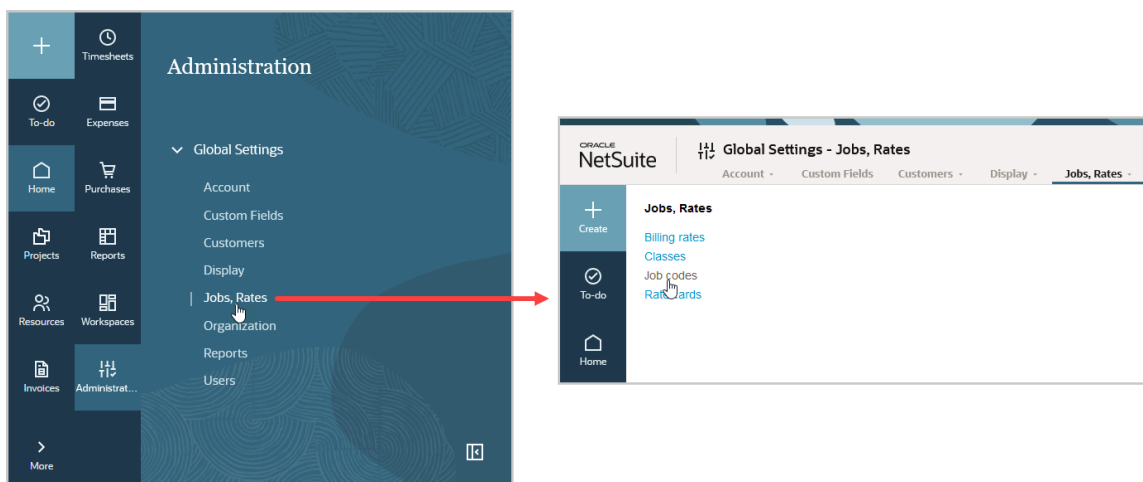 Timesheets
Administration
To-do
Expenses
Global Settings
Home
Purchases
Account
Custom Fields
Customers
Projects
Reports
Display
Jobs, Rates
Resources
Workspaces
Organization
Reports
Users
Invoices
Administrat...
More
ORACLE
NetSuite
Global Settings - Jobs, Rates
Account
Custom Fields
Customers
Display
Jobs, Rates
Create
Jobs, Rates
Billing rates
Classes
Job codes
Rate cards
To-do
Home